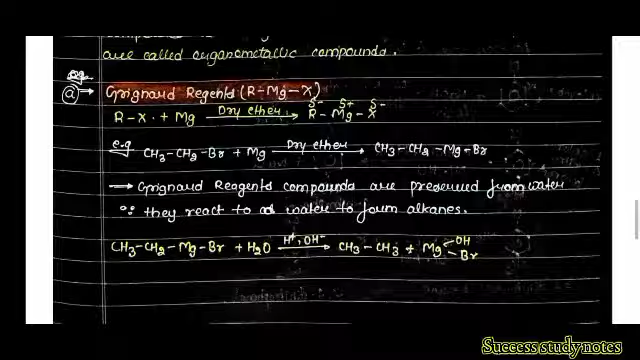 are called organometallic compounds.
eg
(a) → Grignard Regents (R-Mg-X)
R-X + Mg Dry ether → R δ- - Mg δ+ - X δ-
e.g CH3-CH2-Br + Mg Dry ether → CH3-CH2-Mg-Br
→ Grignard Reagents compounds are preserved from water
∵ they react to water to form alkanes.
CH3-CH2-Mg-Br + H2O H+, OH- → CH3-CH3 + Mg OH Br
Success study notes